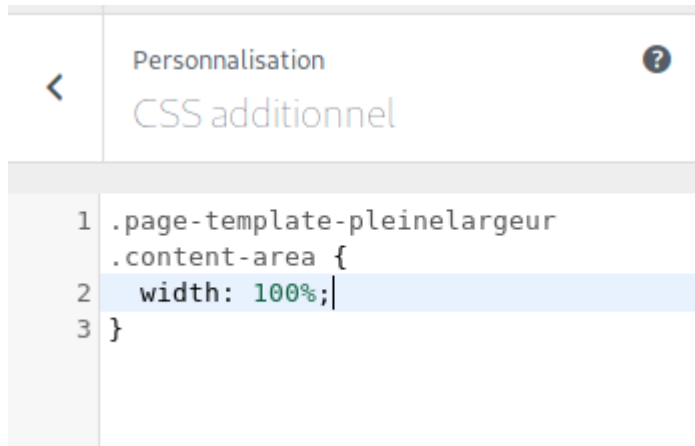 Personnalisation
CSS additionnel
1 .page-template-pleinelargeur
.content-area {
2 width: 100%;
3 }